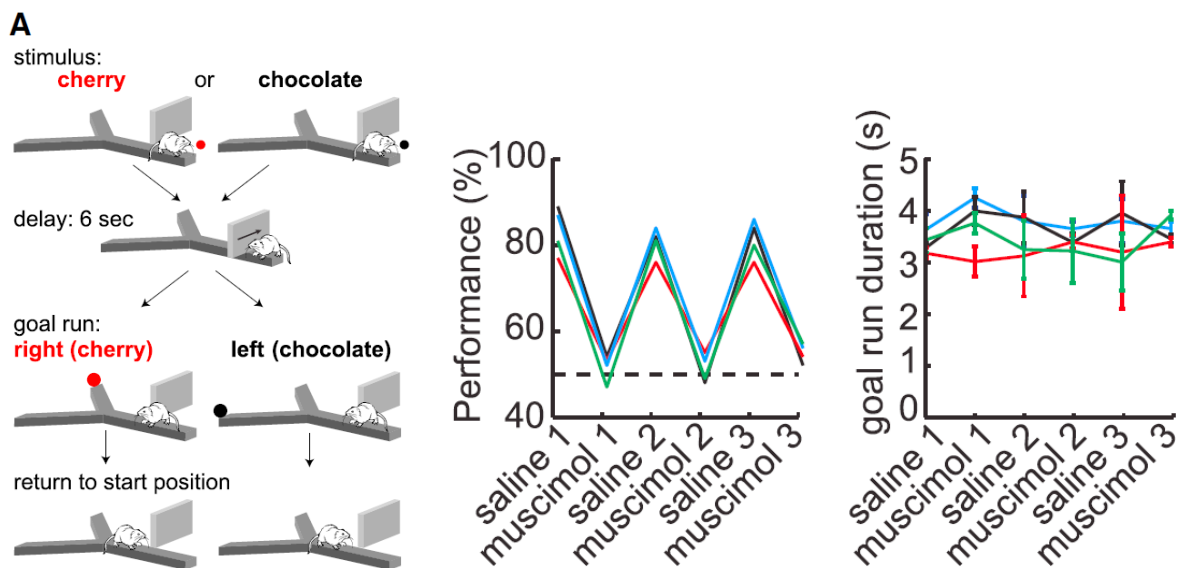 A
stimulus:
cherry or chocolate
delay: 6 sec
goal run:
right (cherry) left (chocolate)
return to start position
Performance (%)
100
80
60
40
saline 1
muscimol 1
saline 2
muscimol 2
saline 3
muscimol 3
goal run duration (s)
5
4
3
2
1
0
saline 1
muscimol 1
saline 2
muscimol 2
saline 3
muscimol 3